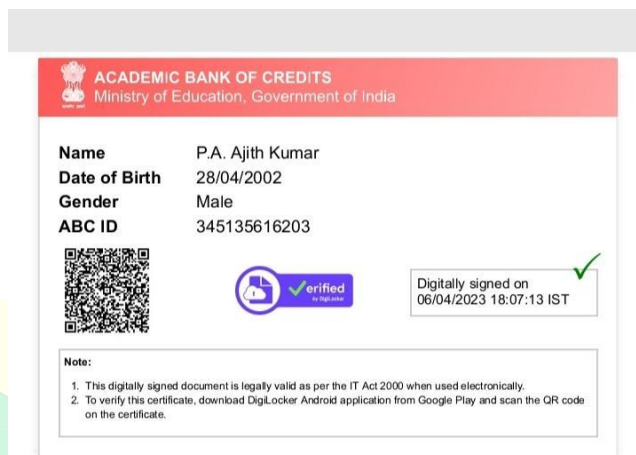 ACADEMIC BANK OF CREDITS
Ministry of Education, Government of India
Name P.A. Ajith Kumar
Date of Birth 28/04/2002
Gender Male
ABC ID 345135616203
Verified
by DigiLocker
Digitally signed on
06/04/2023 18:07:13 IST
Note:
1. This digitally signed document is legally valid as per the IT Act 2000 when used electronically.
2. To verify this certificate, download DigiLocker Android application from Google Play and scan the QR code
on the certificate.